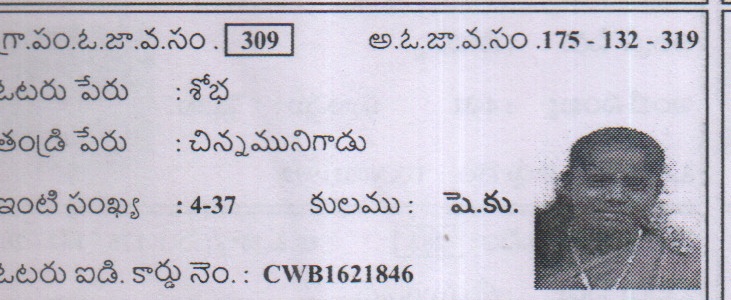 గ్రా.పం.ఓ.జా.వ.సం . 309 అ.ఓ.జా.వ.సం .175 - 132 - 319
ఓటరు పేరు : శోభ
తండ్రి పేరు : చిన్నమునిగాడు
ఇంటి సంఖ్య : 4-37 కులము : షె.కు.
ఓటరు ఐడి. కార్డు నెం. : CWB1621846